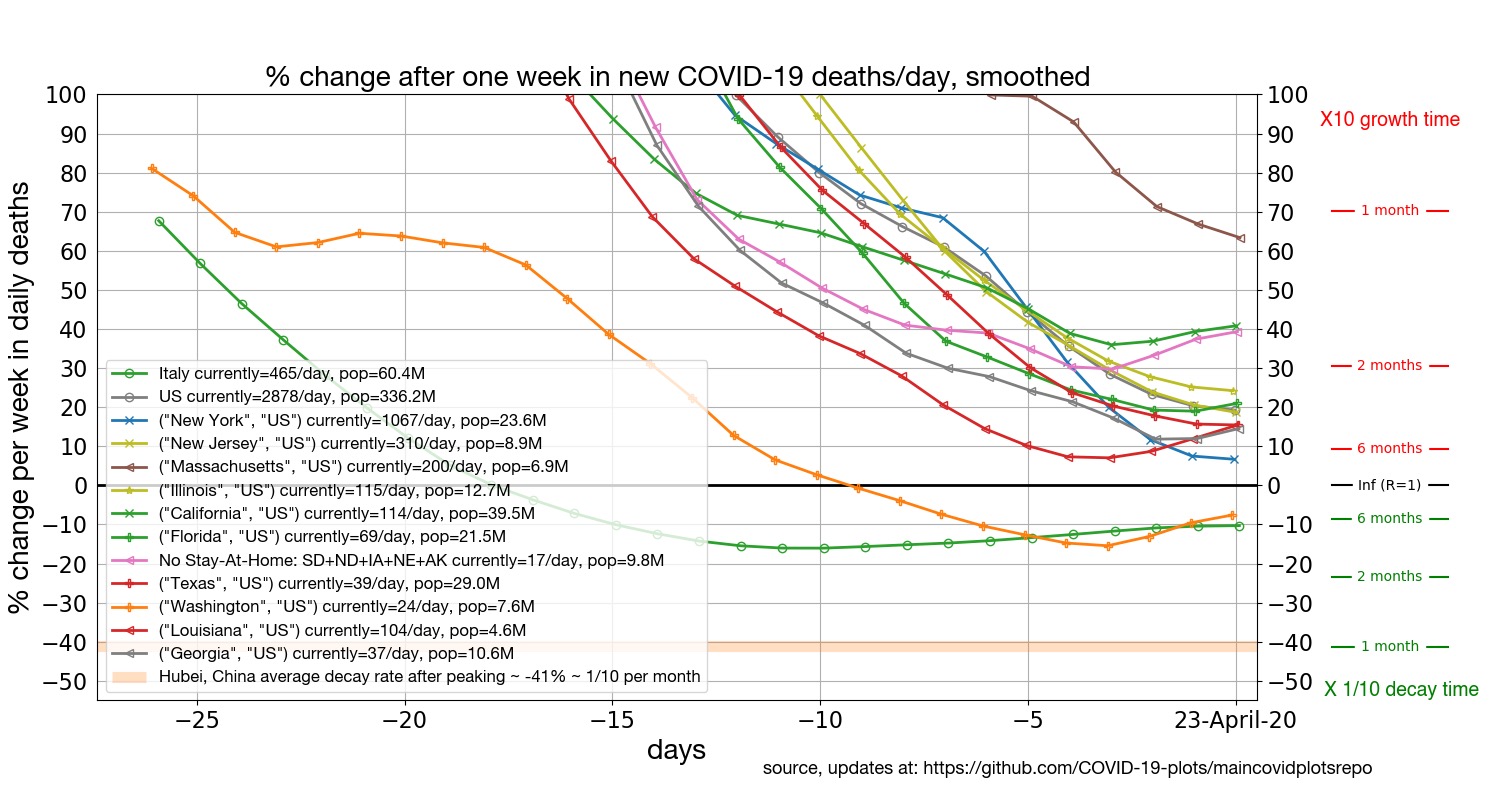 % change after one week in new COVID-19 deaths/day, smoothed
100
90
80
70
60
50
40
30
20
10
0
−10
−20
−30
−40
−50
% change per week in daily deaths
Italy currently=465/day, pop=60.4M
US currently=2878/day, pop=336.2M
("New York", "US") currently=1067/day, pop=23.6M
("New Jersey", "US") currently=310/day, pop=8.9M
("Massachusetts", "US") currently=200/day, pop=6.9M
("Illinois", "US") currently=115/day, pop=12.7M
("California", "US") currently=114/day, pop=39.5M
("Florida", "US") currently=69/day, pop=21.5M
No Stay-At-Home: SD+ND+IA+NE+AK currently=17/day, pop=9.8M
("Texas", "US") currently=39/day, pop=29.0M
("Washington", "US") currently=24/day, pop=7.6M
("Louisiana", "US") currently=104/day, pop=4.6M
("Georgia", "US") currently=37/day, pop=10.6M
Hubei, China average decay rate after peaking ~ -41% ~ 1/10 per month
100
90
80
70
60
50
40
30
20
10
0
−10
−20
−30
−40
−50
X10 growth time
1 month
2 months
6 months
Inf (R=1)
6 months
2 months
1 month
X 1/10 decay time
−25 −20 −15 −10 −5 23-April-20
days
source, updates at: https://github.com/COVID-19-plots/maincovidplotsrepo